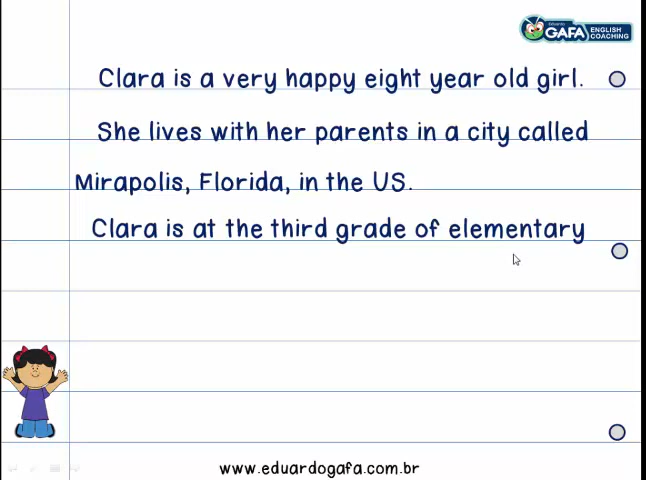 Eduardo
GAFA ENGLISH COACHING
Clara is a very happy eight year old girl.
She lives with her parents in a city called
Mirapolis, Florida, in the US.
Clara is at the third grade of elementary
www.eduardogafa.com.br